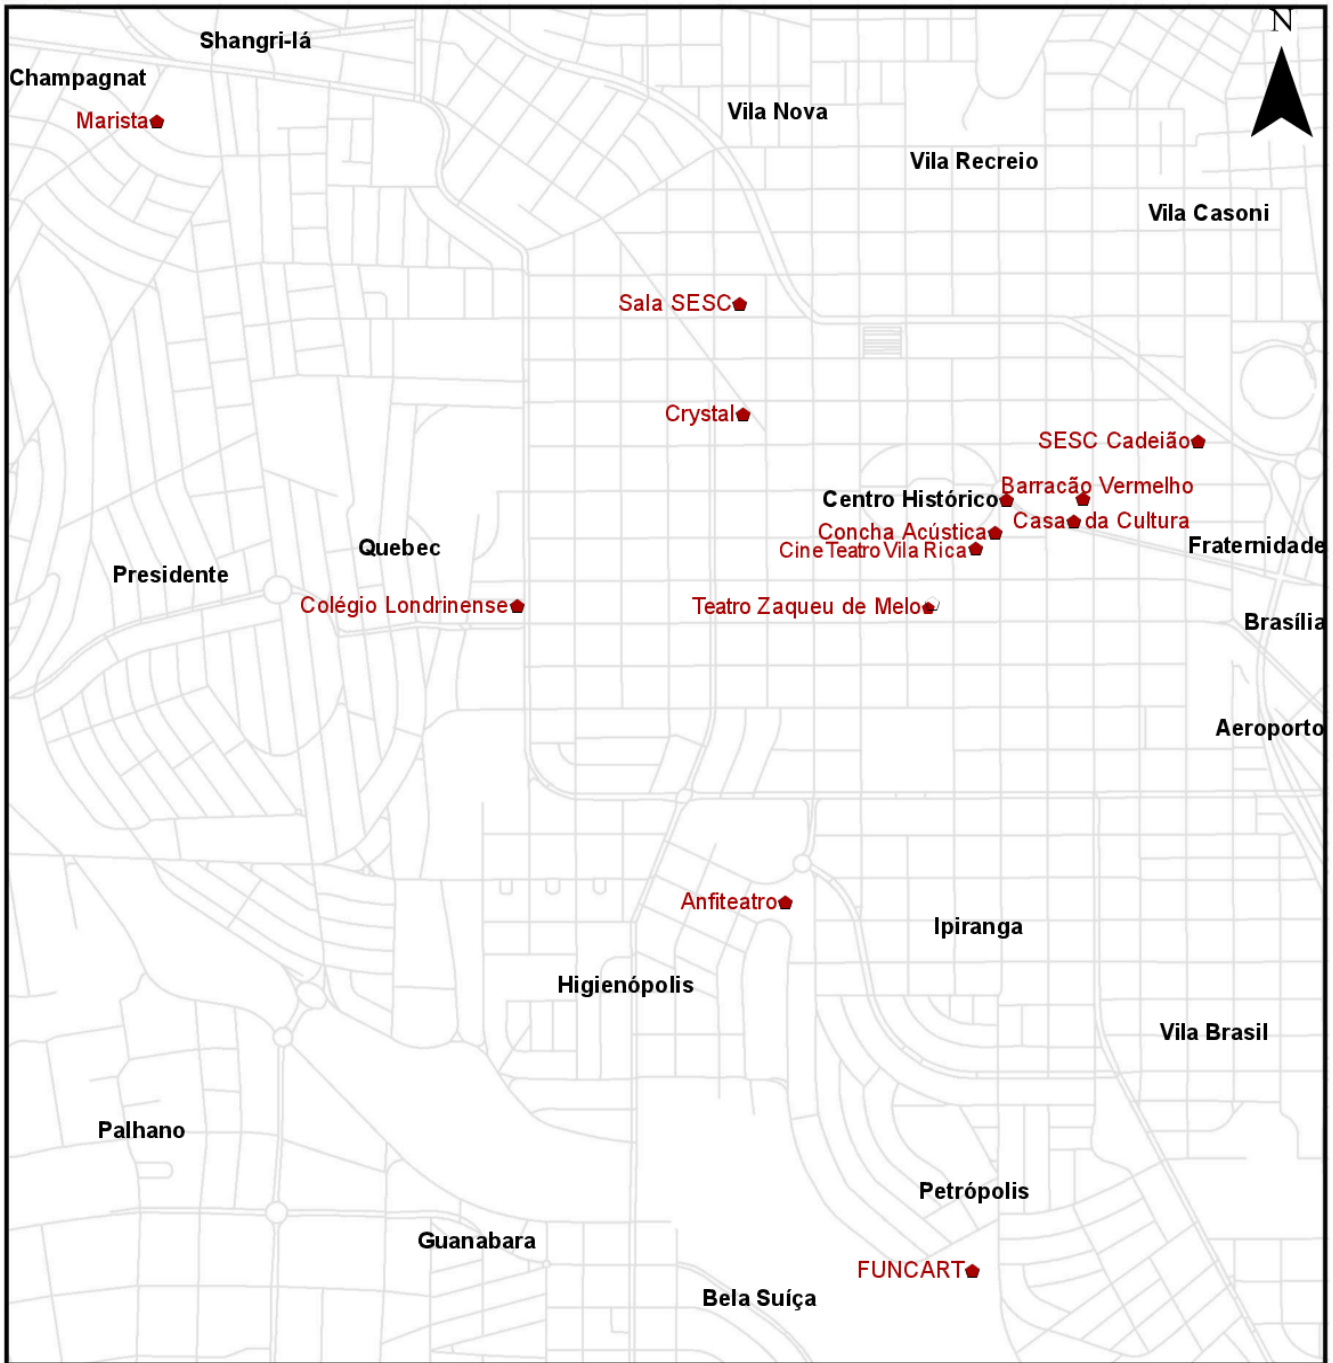 N
Shangri-lá
Champagnat
Vila Nova
Marista
Vila Recreio
Vila Casoni
Sala SESC
Crystal
SESC Cadeião
Barracão Vermelho
Centro Histórico
Casa da Cultura
Concha Acústica
Fraternidade
Quebec
Cine Teatro Vila Rica
Presidente
Colégio Londrinense
Teatro Zaqueu de Melo
Brasília
Aeroporto
Anfiteatro
Ipiranga
Higienópolis
Vila Brasil
Palhano
Petrópolis
Guanabara
FUNCART
Bela Suíça